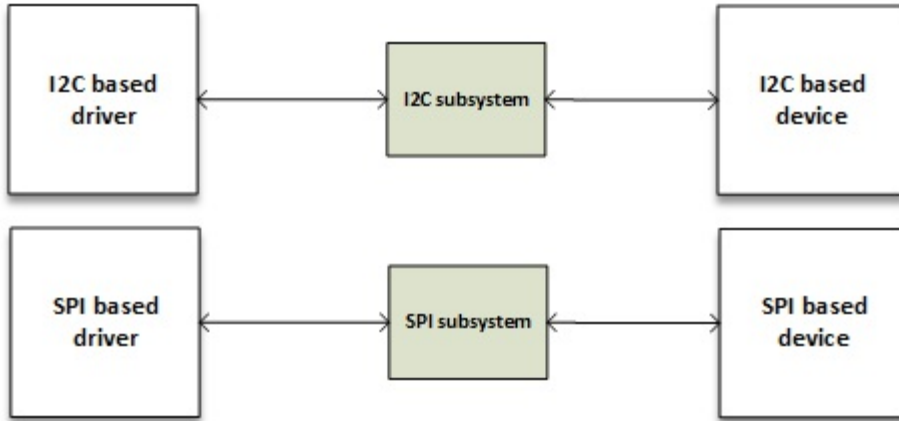 I2C based
driver
I2C subsystem
I2C based
device
SPI based
driver
SPI subsystem
SPI based
device